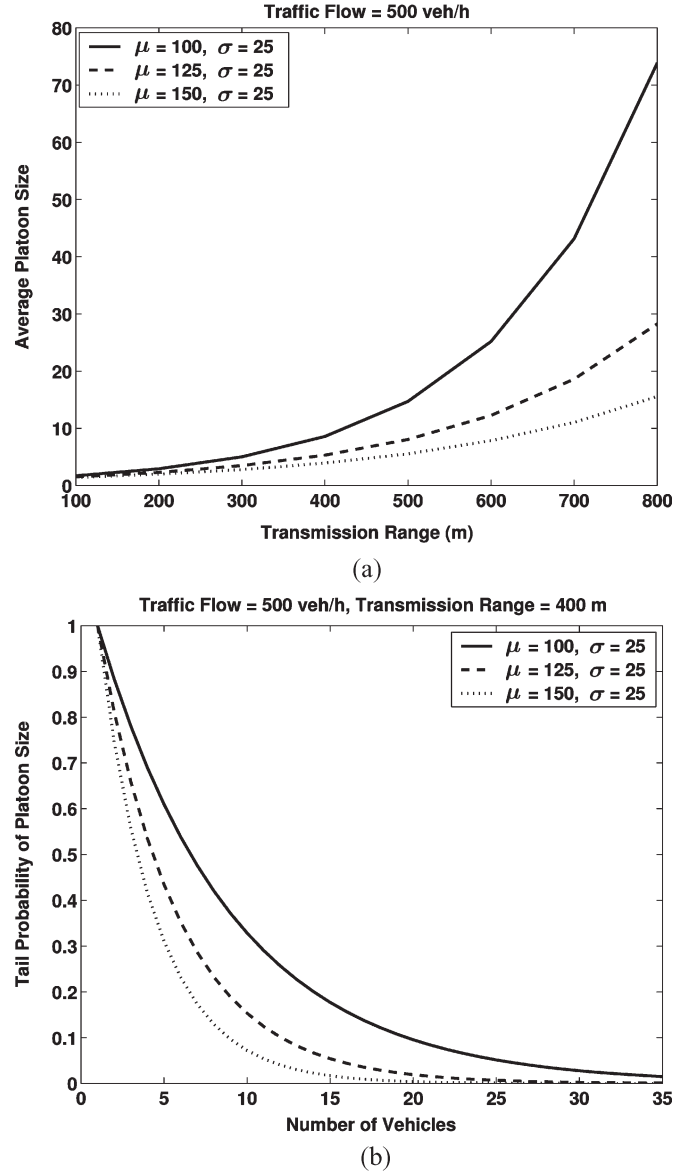 Traffic Flow = 500 veh/h
80
μ = 100, σ = 25
μ = 125, σ = 25
μ = 150, σ = 25
70
60
50
40
30
20
10
0
Average Platoon Size
100 200 300 400 500 600 700 800
Transmission Range (m)
(a)
Traffic Flow = 500 veh/h, Transmission Range = 400 m
1
μ = 100, σ = 25
μ = 125, σ = 25
μ = 150, σ = 25
0.9
0.8
0.7
0.6
0.5
0.4
0.3
0.2
0.1
0
Tail Probability of Platoon Size
0 5 10 15 20 25 30 35
Number of Vehicles
(b)